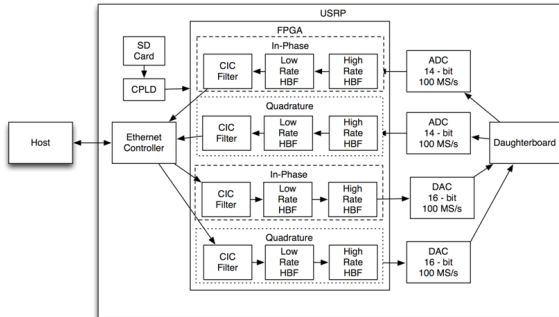 USRP
FPGA
In-Phase
SD
Card
CPLD
CIC
Filter
Low
Rate
HBF
High
Rate
HBF
ADC
14 - bit
100 MS/s
Quadrature
CIC
Filter
Low
Rate
HBF
High
Rate
HBF
ADC
14 - bit
100 MS/s
Host
Ethernet
Controller
Daughterboard
In-Phase
CIC
Filter
Low
Rate
HBF
High
Rate
HBF
DAC
16 - bit
100 MS/s
Quadrature
CIC
Filter
Low
Rate
HBF
High
Rate
HBF
DAC
16 - bit
100 MS/s